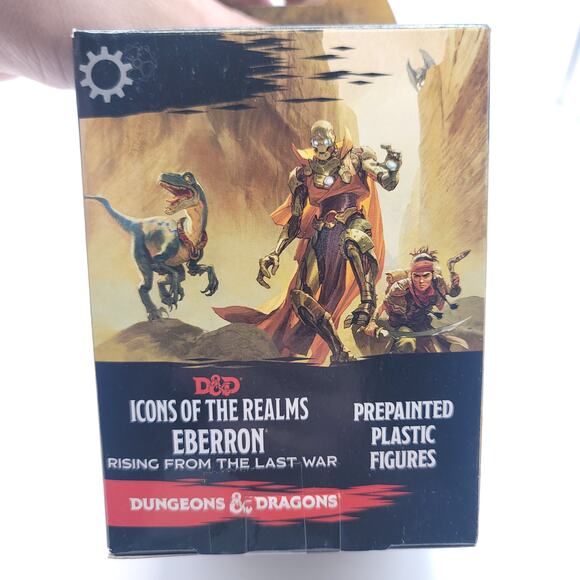 D&D
ICONS OF THE REALMS
EBERRON®
RISING FROM THE LAST WAR
PREPAINTED
PLASTIC
FIGURES
DUNGEONS & DRAGONS®